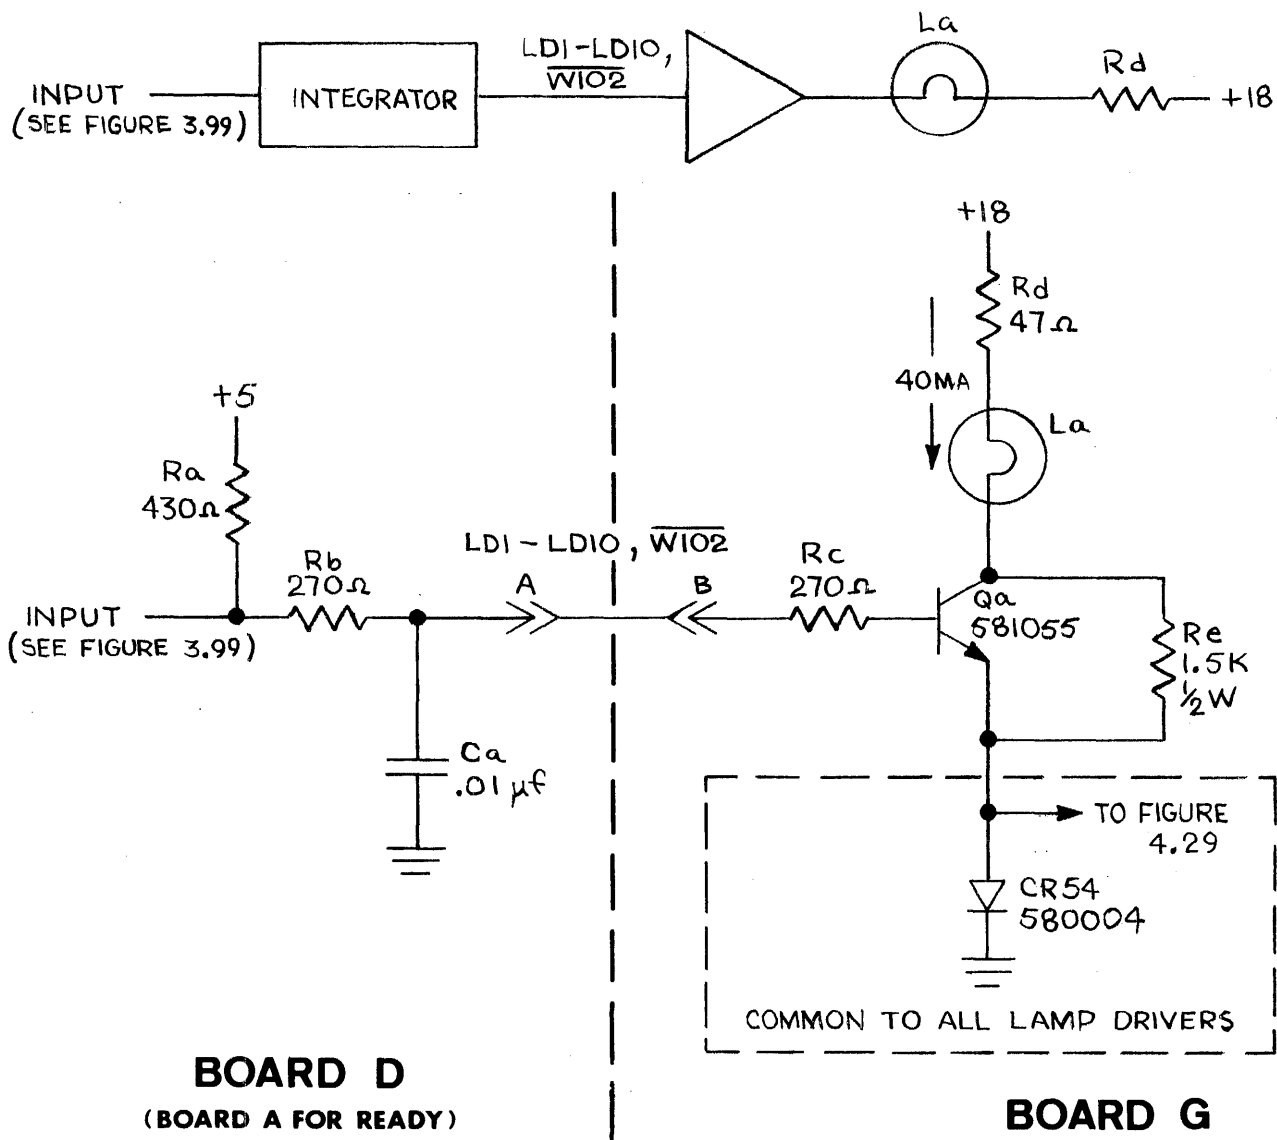 La
LD1-LD10,
W102
Rd
INPUT
(SEE FIGURE 3.99)
INTEGRATOR
+18
+18
Rd
47Ω
40MA
La
+5
Ra
430Ω
LD1-LD10, W102
Rb
270Ω
A
B
Rc
270Ω
INPUT
(SEE FIGURE 3.99)
Qa
581055
Re
1.5K
½W
Ca
.01 μf
TO FIGURE
4.29
CR54
580004
COMMON TO ALL LAMP DRIVERS
BOARD D
(BOARD A FOR READY)
BOARD G